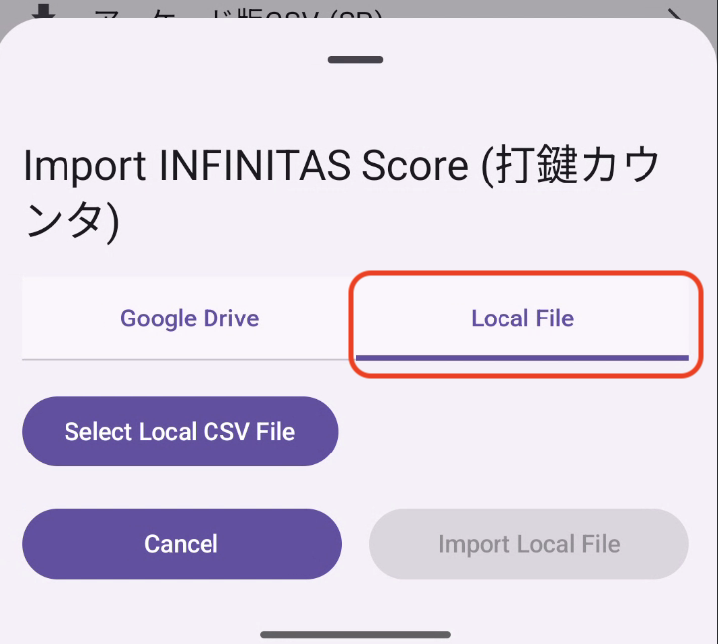 アーケード版CSV (SP)
Import INFINITAS Score (打鍵カウ
ンタ)
Google Drive
Local File
Select Local CSV File
Cancel
Import Local File